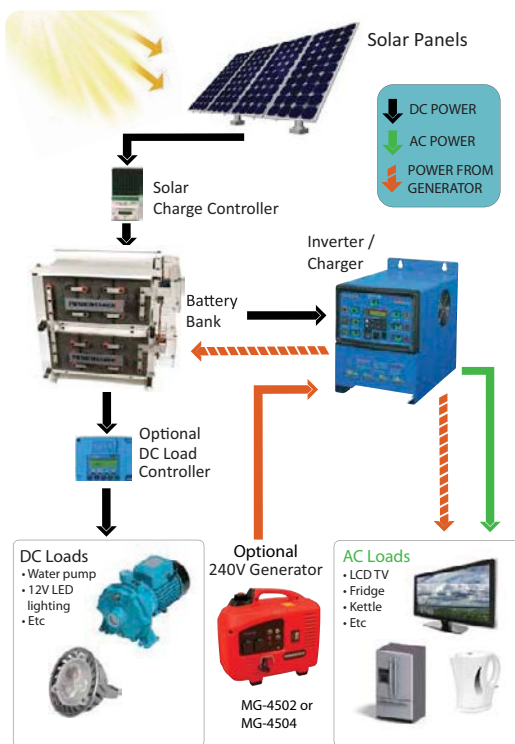 Solar Panels
DC POWER
AC POWER
POWER FROM
GENERATOR
Solar
Charge Controller
Inverter /
Charger
Battery
Bank
Optional
DC Load
Controller
DC Loads
• Water pump
• 12V LED
lighting
• Etc
Optional
240V Generator
MG-4502 or
MG-4504
AC Loads
• LCD TV
• Fridge
• Kettle
• Etc